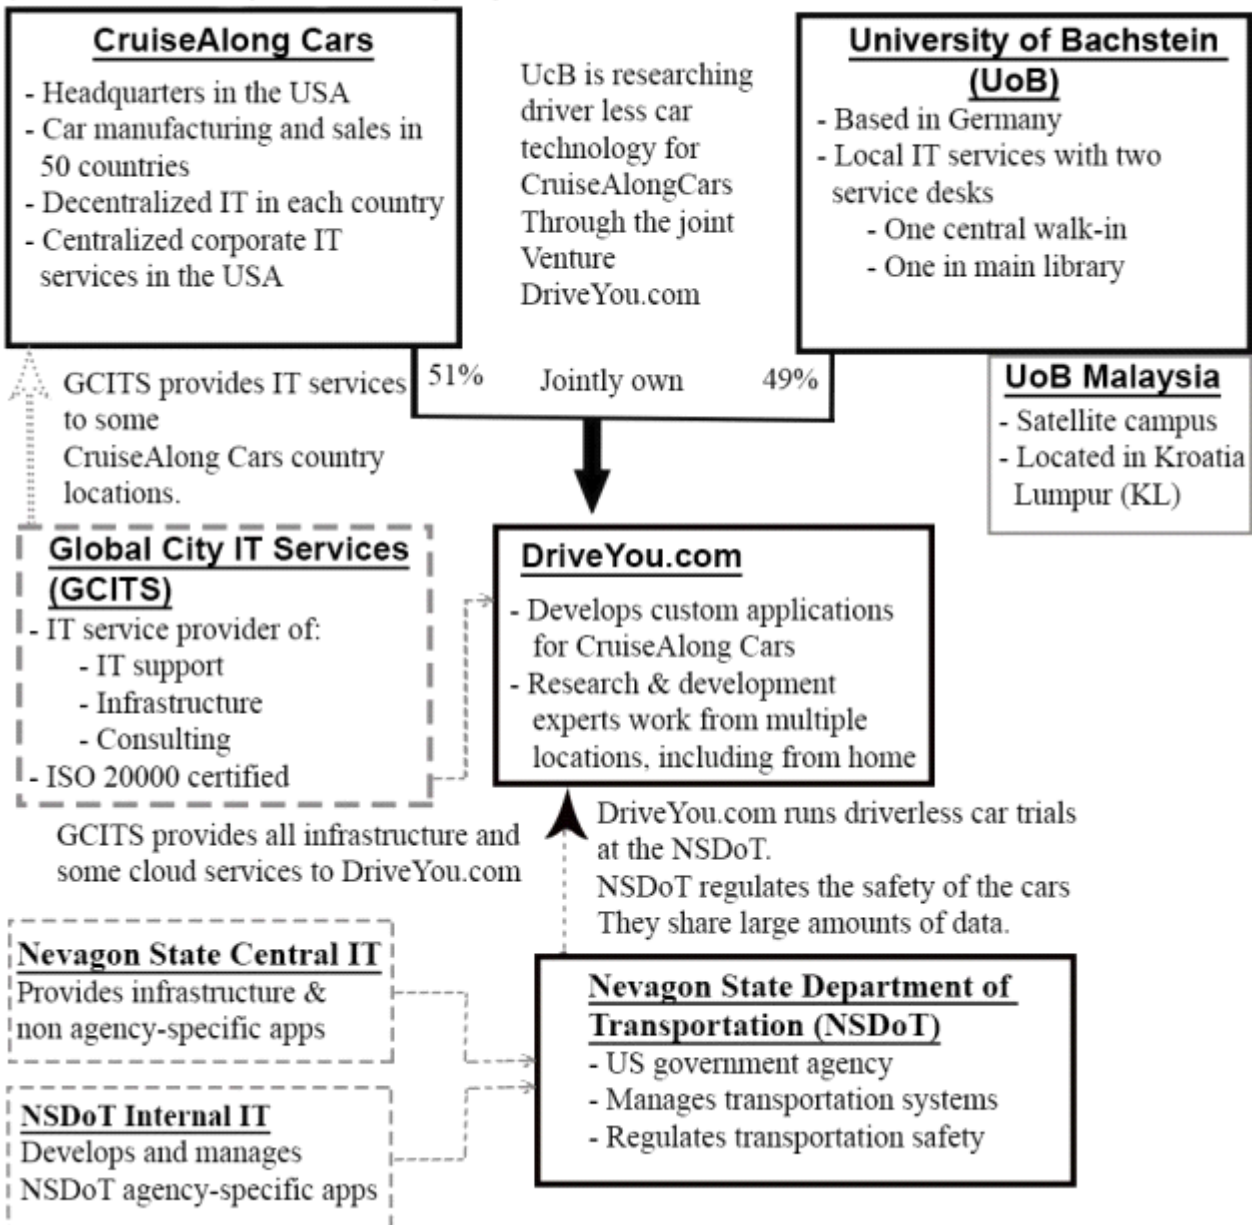 CruiseAlong Cars
- Headquarters in the USA
- Car manufacturing and sales in
50 countries
- Decentralized IT in each country
- Centralized corporate IT
services in the USA
UcB is researching
driver less car
technology for
CruiseAlongCars
Through the joint
Venture
DriveYou.com
University of Bachstein
(UoB)
- Based in Germany
- Local IT services with two
service desks
- One central walk-in
- One in main library
51%
Jointly own
49%
UoB Malaysia
- Satellite campus
- Located in Kroatia
Lumpur (KL)
GCITS provides IT services
to some
CruiseAlong Cars country
locations.
Global City IT Services
(GCITS)
- IT service provider of:
- IT support
- Infrastructure
- Consulting
- ISO 20000 certified
DriveYou.com
- Develops custom applications
for CruiseAlong Cars
- Research & development
experts work from multiple
locations, including from home
GCITS provides all infrastructure and
some cloud services to DriveYou.com
DriveYou.com runs driverless car trials
at the NSDoT.
NSDoT regulates the safety of the cars
They share large amounts of data.
Nevagon State Central IT
Provides infrastructure &
non agency-specific apps
NSDoT Internal IT
Develops and manages
NSDoT agency-specific apps
Nevagon State Department of
Transportation (NSDoT)
- US government agency
- Manages transportation systems
- Regulates transportation safety